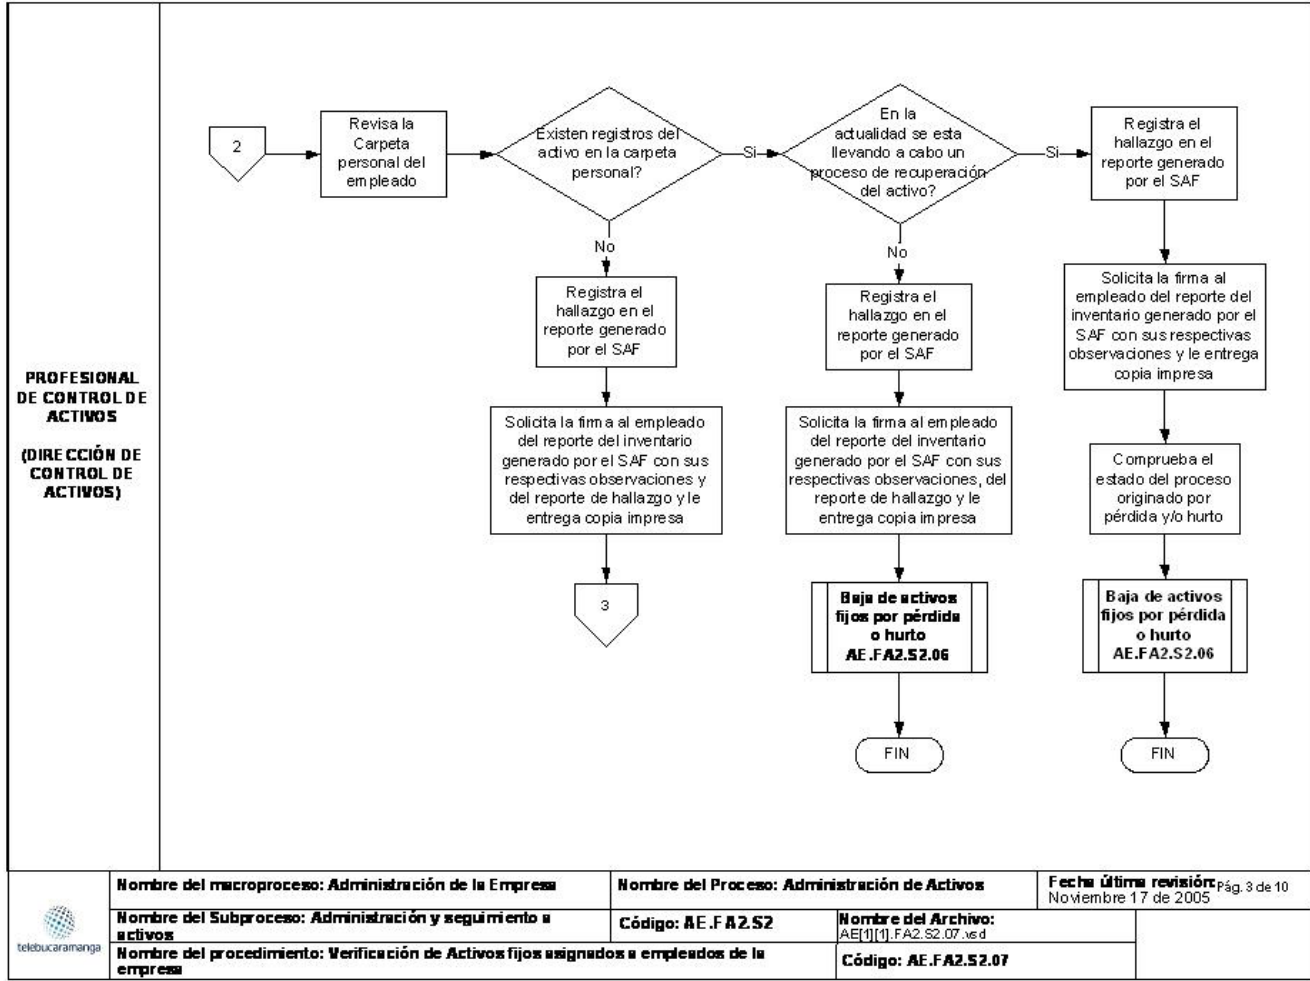 PROFESIONAL
DE CONTROL DE
ACTIVOS
(DIRECCIÓN DE
CONTROL DE
ACTIVOS)
2
Revisa la
Carpeta
personal del
empleado
Existen registros del
activo en la carpeta
personal?
Si
En la
actualidad se esta
llevando a cabo un
proceso de recuperación
del activo?
Si
Registra el
hallazgo en el
reporte generado
por el SAF
No
Registra el
hallazgo en el
reporte generado
por el SAF
Solicita la firma al empleado
del reporte del inventario
generado por el SAF con sus
respectivas observaciones y
del reporte de hallazgo y le
entrega copia impresa
3
No
Registra el
hallazgo en el
reporte generado
por el SAF
Solicita la firma al empleado
del reporte del inventario
generado por el SAF con sus
respectivas observaciones, del
reporte de hallazgo y le
entrega copia impresa
Baja de activos
fijos por pérdida
o hurto
AE.FA2.S2.06
FIN
Solicita la firma al
empleado del reporte del
inventario generado por el
SAF con sus respectivas
observaciones y le entrega
copia impresa
Comprueba el
estado del proceso
originado por
pérdida y/o hurto
Baja de activos
fijos por pérdida
o hurto
AE.FA2.S2.06
FIN
telebucaramanga
Nombre del macroproceso: Administración de la Empresa
Nombre del Proceso: Administración de Activos
Fecha última revisión: Pág. 3 de 10
Noviembre 17 de 2005
Nombre del Subproceso: Administración y seguimiento a
activos
Código: AE.FA2.S2
Nombre del Archivo:
AE[1][1].FA2.S2.07.vsd
Nombre del procedimiento: Verificación de Activos fijos asignados a empleados de la
empresa
Código: AE.FA2.S2.07